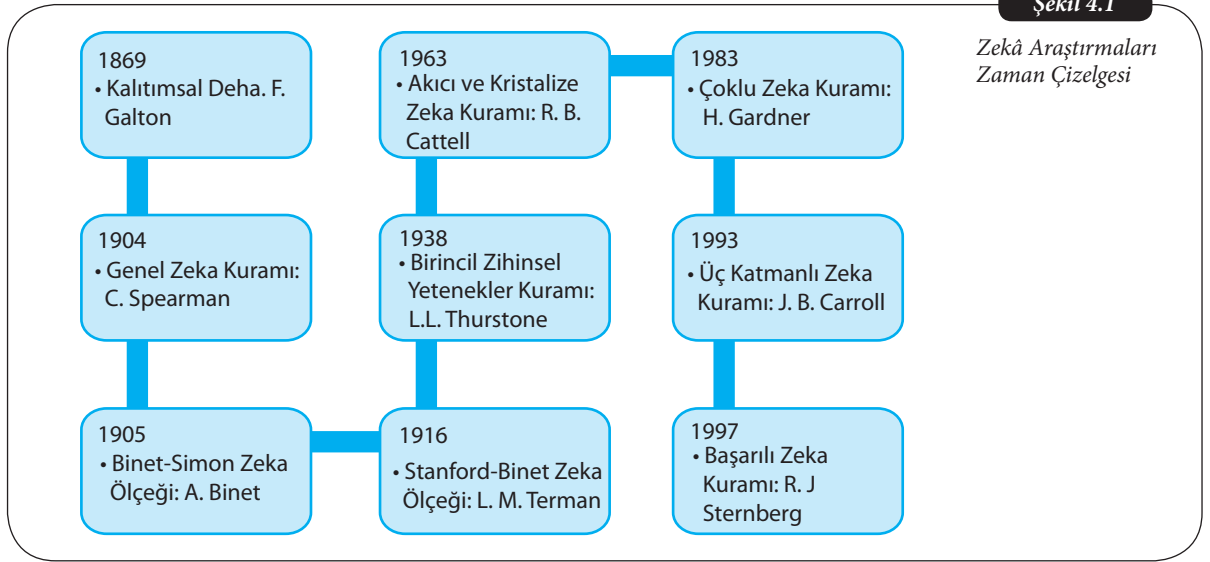 Şekil 4.1
Zekâ Araştırmaları
Zaman Çizelgesi
1869
• Kalıtımsal Deha. F.
Galton
1904
• Genel Zeka Kuramı:
C. Spearman
1905
• Binet-Simon Zeka
Ölçeği: A. Binet
1916
• Stanford-Binet Zeka
Ölçeği: L. M. Terman
1938
• Birincil Zihinsel
Yetenekler Kuramı:
L.L. Thurstone
1963
• Akıcı ve Kristalize
Zeka Kuramı: R. B.
Cattell
1983
• Çoklu Zeka Kuramı:
H. Gardner
1993
• Üç Katmanlı Zeka
Kuramı: J. B. Carroll
1997
• Başarılı Zeka
Kuramı: R. J
Sternberg